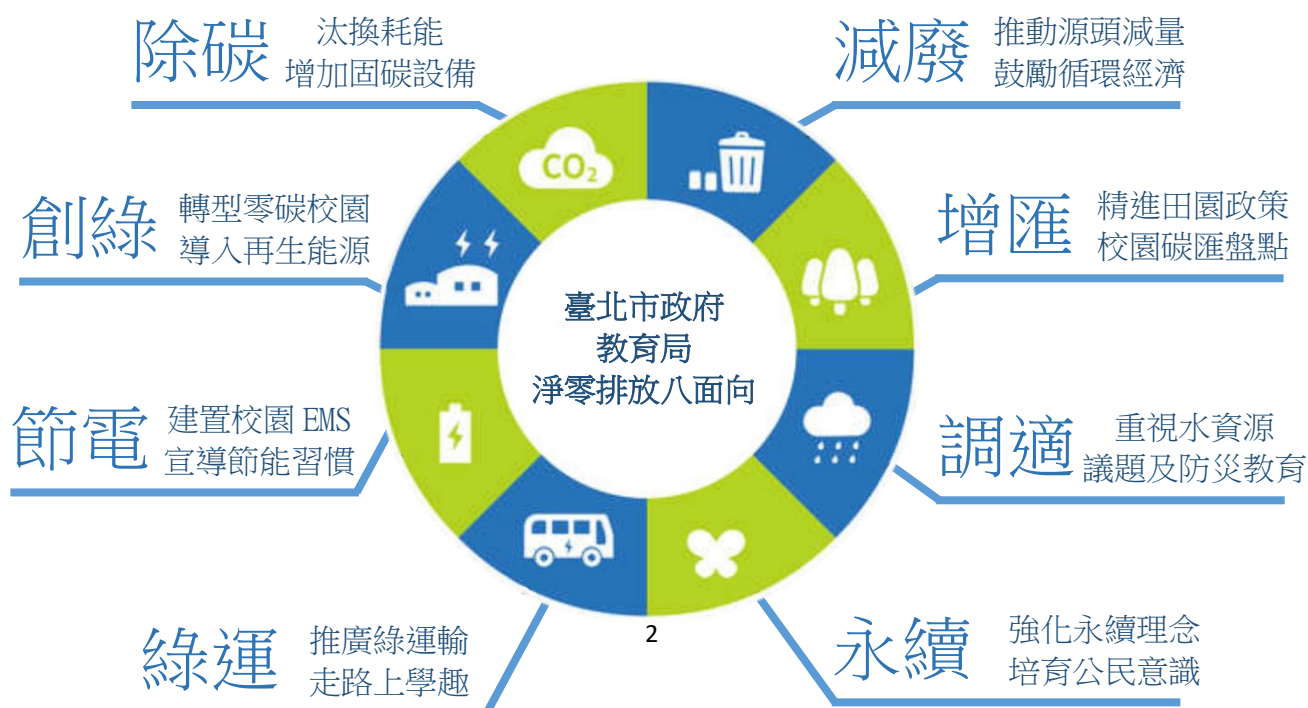 除碳
汰換耗能
增加固碳設備
減廢
推動源頭減量
鼓勵循環經濟
CO₂
創綠
轉型零碳校園
導入再生能源
增匯
精進田園政策
校園碳匯盤點
臺北市政府
教育局
淨零排放八面向
節電
建置校園 EMS
宣導節能習慣
調適
重視水資源
議題及防災教育
綠運
推廣綠運輸
走路上學趣
2
永續
強化永續理念
培育公民意識